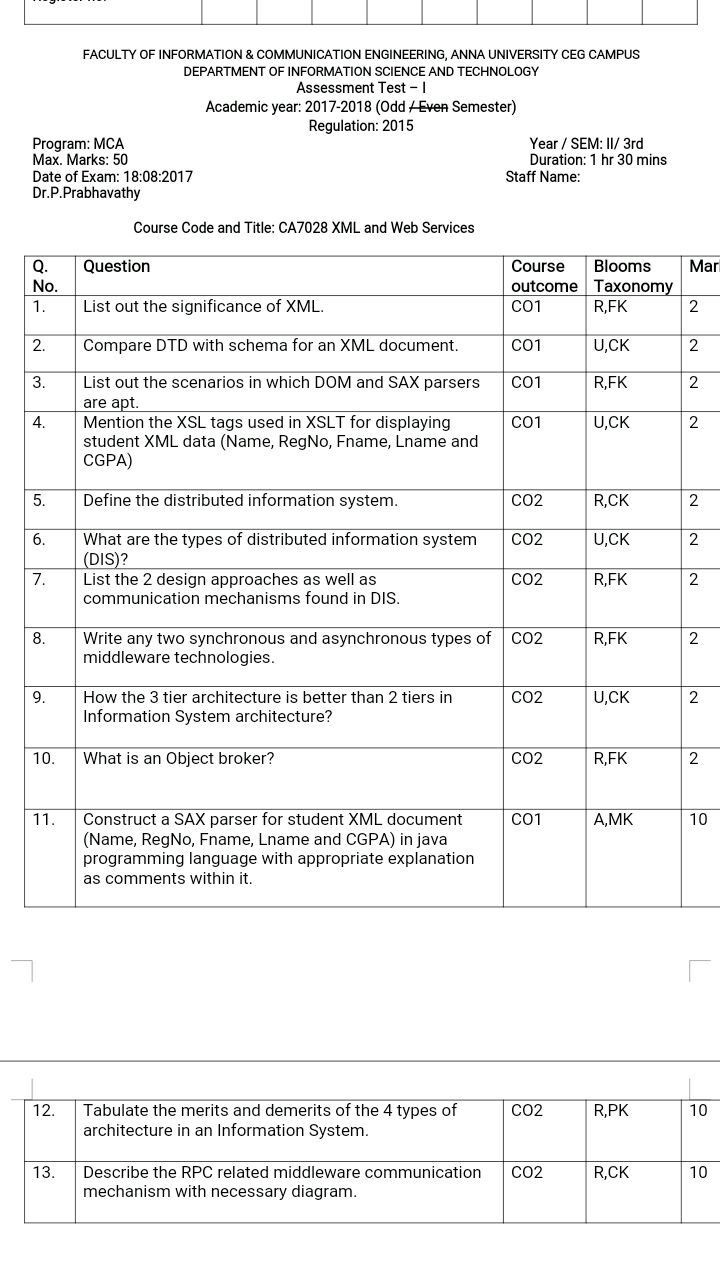 FACULTY OF INFORMATION & COMMUNICATION ENGINEERING, ANNA UNIVERSITY CEG CAMPUS
DEPARTMENT OF INFORMATION SCIENCE AND TECHNOLOGY
Assessment Test – I
Academic year: 2017-2018 (Odd / Even Semester)
Regulation: 2015
Program: MCA Year / SEM: II/ 3rd
Max. Marks: 50 Duration: 1 hr 30 mins
Date of Exam: 18:08:2017 Staff Name:
Dr.P.Prabhavathy
Course Code and Title: CA7028 XML and Web Services
Q. Question Course Blooms
No. outcome Taxonomy
1. List out the significance of XML. CO1 R,FK 2
2. Compare DTD with schema for an XML document. CO1 U,CK 2
3. List out the scenarios in which DOM and SAX parsers CO1 R,FK 2
are apt.
4. Mention the XSL tags used in XSLT for displaying CO1 U,CK 2
student XML data (Name, RegNo, Fname, Lname and
CGPA)
5. Define the distributed information system. CO2 R,CK 2
6. What are the types of distributed information system CO2 U,CK 2
(DIS)?
7. List the 2 design approaches as well as CO2 R,FK 2
communication mechanisms found in DIS.
8. Write any two synchronous and asynchronous types of CO2 R,FK 2
middleware technologies.
9. How the 3 tier architecture is better than 2 tiers in CO2 U,CK 2
Information System architecture?
10. What is an Object broker? CO2 R,FK 2
11. Construct a SAX parser for student XML document CO1 A,MK 10
(Name, RegNo, Fname, Lname and CGPA) in java
programming language with appropriate explanation
as comments within it.
12. Tabulate the merits and demerits of the 4 types of CO2 R,PK 10
architecture in an Information System.
13. Describe the RPC related middleware communication CO2 R,CK 10
mechanism with necessary diagram.